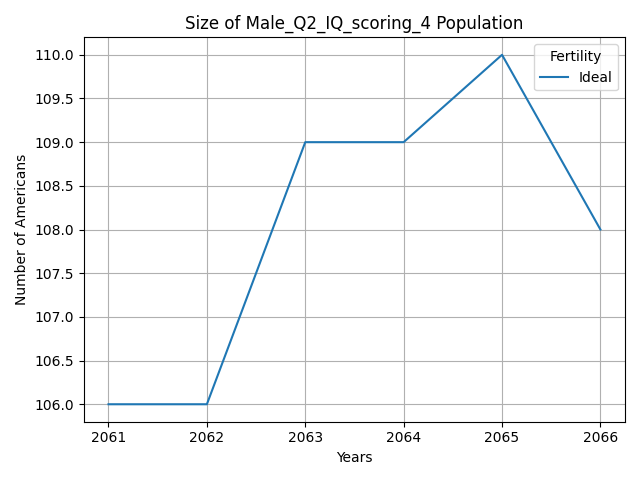 Size of Male_Q2_IQ_scoring_4 Population
Fertility
Ideal
110.0
109.5
109.0
108.5
108.0
107.5
107.0
106.5
106.0
Number of Americans
2061 2062 2063 2064 2065 2066
Years